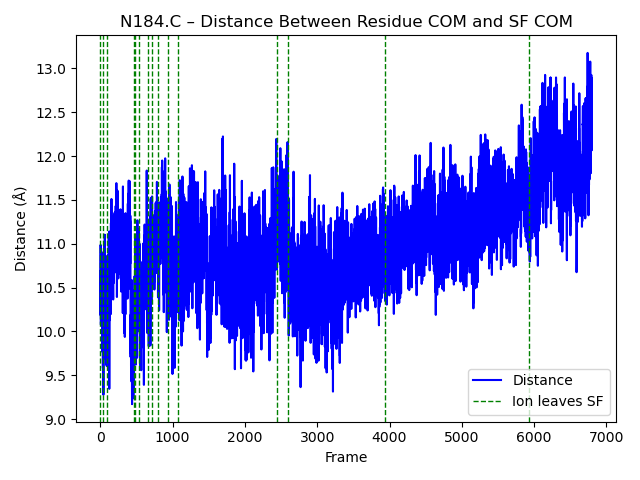 N184.C – Distance Between Residue COM and SF COM
13.0
12.5
12.0
11.5
11.0
10.5
10.0
9.5
9.0
Distance (Å)
Distance
Ion leaves SF
0 1000 2000 3000 4000 5000 6000 7000
Frame